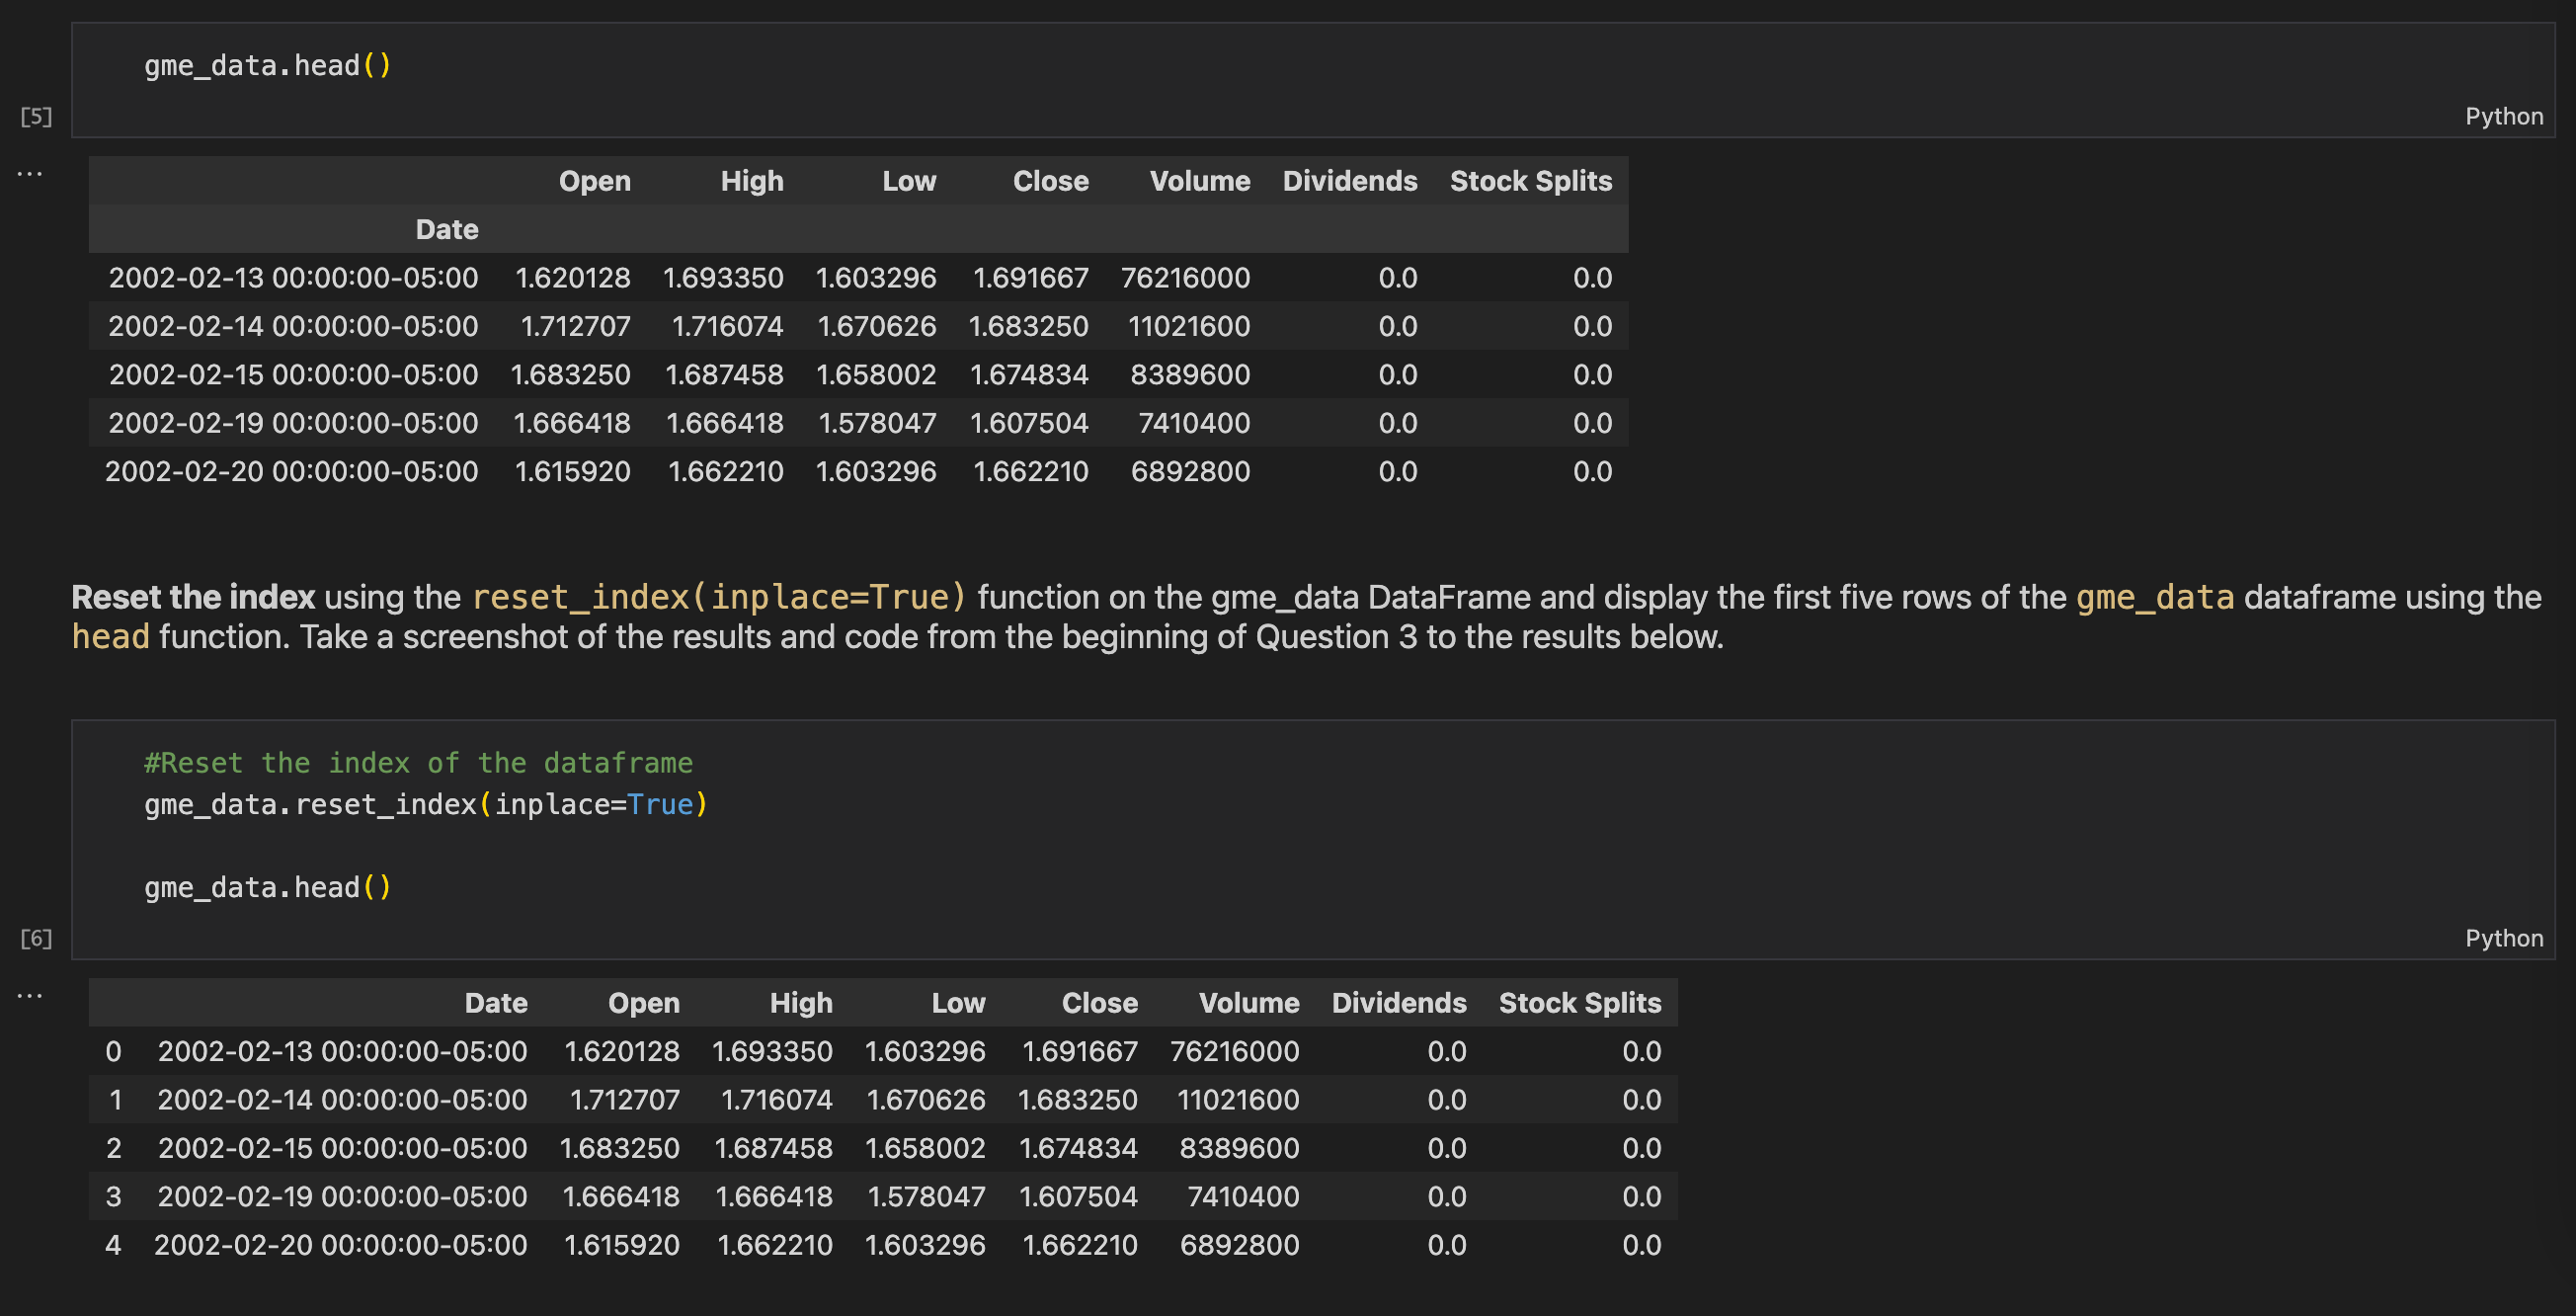 gme_data.head()
[5]
Python
...
Open High Low Close Volume Dividends Stock Splits
Date
2002-02-13 00:00:00-05:00 1.620128 1.693350 1.603296 1.691667 76216000 0.0 0.0
2002-02-14 00:00:00-05:00 1.712707 1.716074 1.670626 1.683250 11021600 0.0 0.0
2002-02-15 00:00:00-05:00 1.683250 1.687458 1.658002 1.674834 8389600 0.0 0.0
2002-02-19 00:00:00-05:00 1.666418 1.666418 1.578047 1.607504 7410400 0.0 0.0
2002-02-20 00:00:00-05:00 1.615920 1.662210 1.603296 1.662210 6892800 0.0 0.0
Reset the index using the reset_index(inplace=True) function on the gme_data DataFrame and display the first five rows of the gme_data dataframe using the
head function. Take a screenshot of the results and code from the beginning of Question 3 to the results below.
#Reset the index of the dataframe
gme_data.reset_index(inplace=True)
gme_data.head()
[6]
Python
...
Date Open High Low Close Volume Dividends Stock Splits
0 2002-02-13 00:00:00-05:00 1.620128 1.693350 1.603296 1.691667 76216000 0.0 0.0
1 2002-02-14 00:00:00-05:00 1.712707 1.716074 1.670626 1.683250 11021600 0.0 0.0
2 2002-02-15 00:00:00-05:00 1.683250 1.687458 1.658002 1.674834 8389600 0.0 0.0
3 2002-02-19 00:00:00-05:00 1.666418 1.666418 1.578047 1.607504 7410400 0.0 0.0
4 2002-02-20 00:00:00-05:00 1.615920 1.662210 1.603296 1.662210 6892800 0.0 0.0